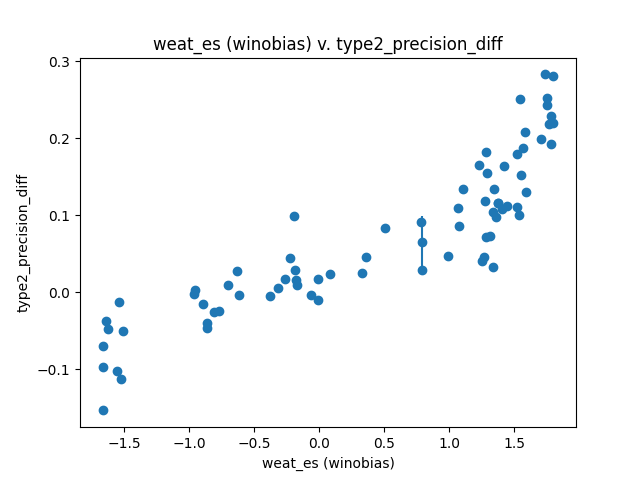 weat_es (winobias) v. type2_precision_diff
0.3
0.2
0.1
0.0
−0.1
type2_precision_diff
−1.5 −1.0 −0.5 0.0 0.5 1.0 1.5
weat_es (winobias)